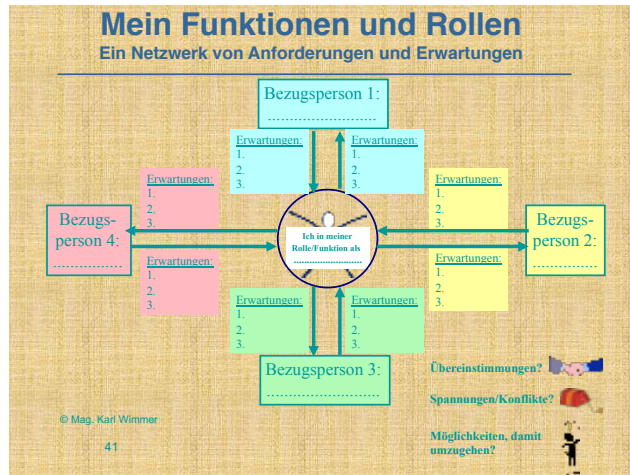 Mein Funktionen und Rollen
Ein Netzwerk von Anforderungen und Erwartungen
Bezugsperson 1:
........................
Erwartungen:
1.
2.
3.
Erwartungen:
1.
2.
3.
Erwartungen:
1.
2.
3.
Erwartungen:
1.
2.
3.
Bezugs-
person 4:
................
Ich in meiner
Rolle/Funktion als
..........................
Bezugs-
person 2:
...............
Erwartungen:
1.
2.
3.
Erwartungen:
1.
2.
3.
Erwartungen:
1.
2.
3.
Erwartungen:
1.
2.
3.
Bezugsperson 3:
........................
Übereinstimmungen?
Spannungen/Konflikte?
Möglichkeiten, damit
umzugehen?
© Mag. Karl Wimmer
41